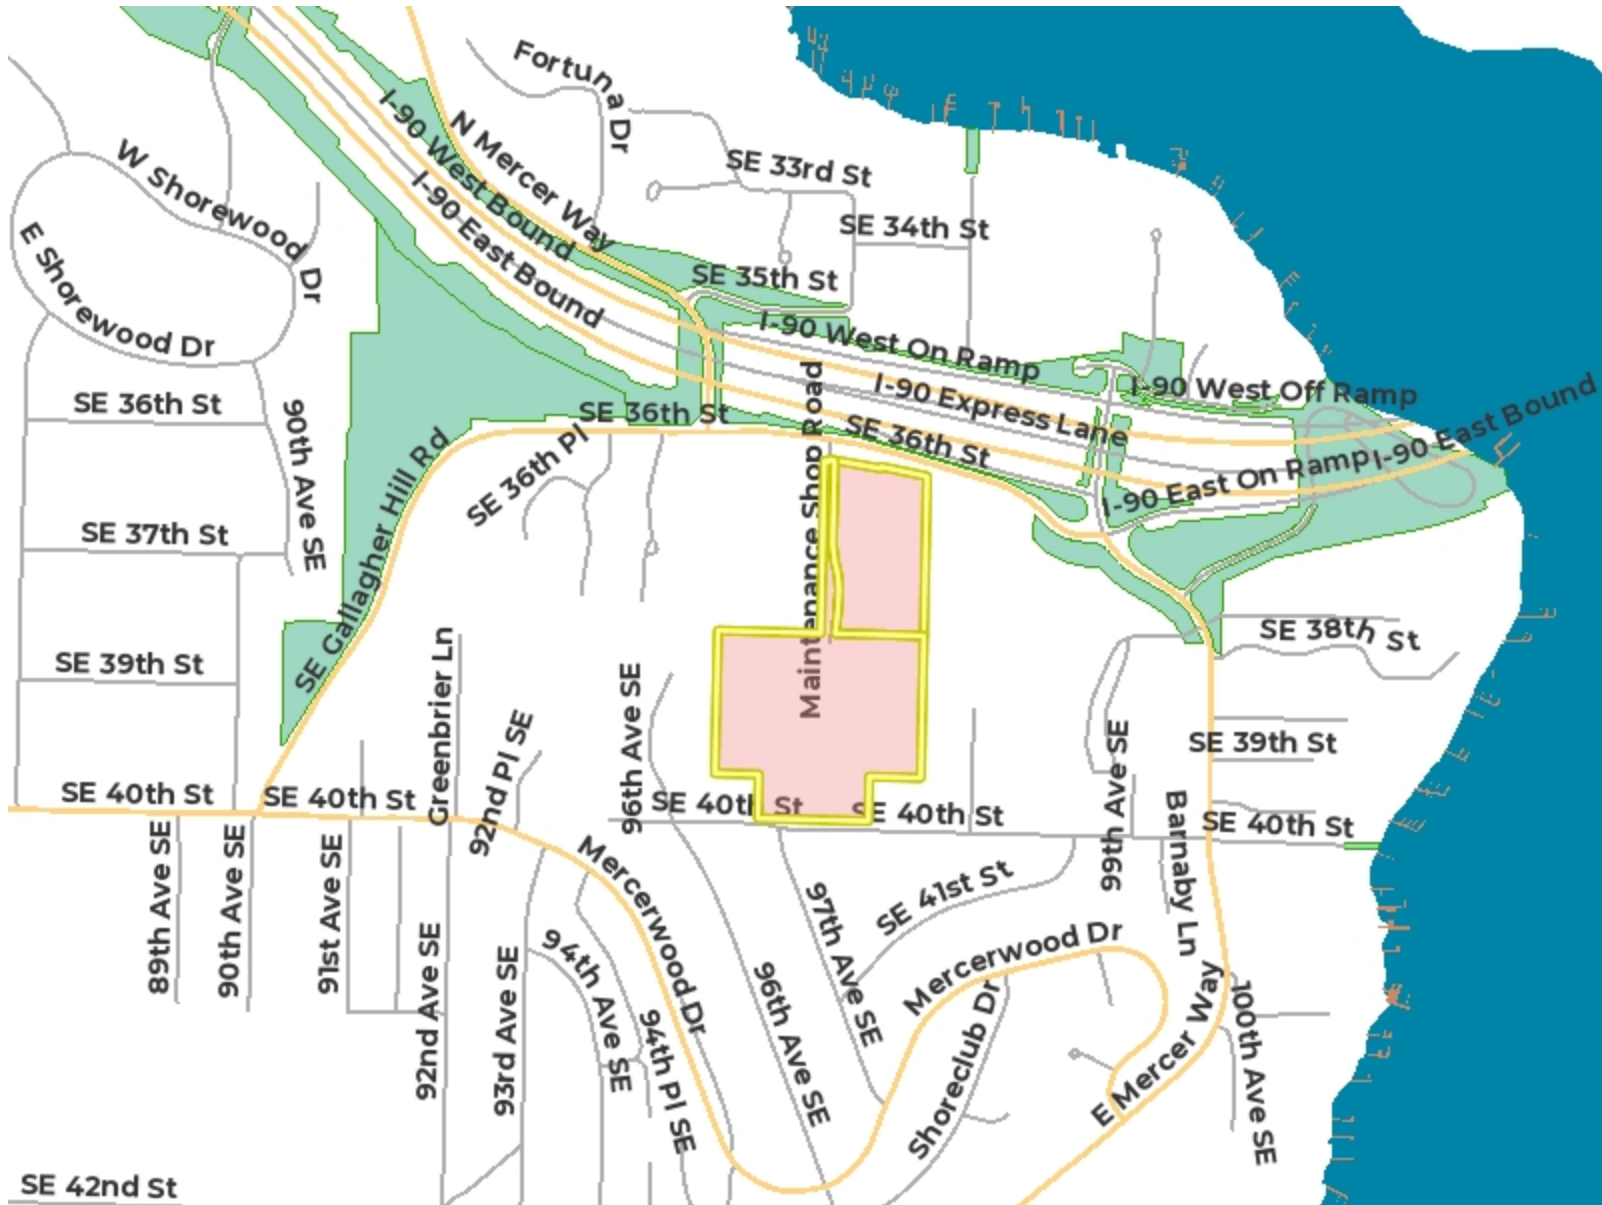 Fortuna Dr
I-90 West Bound
N Mercer Way
W Shorewood Dr
SE 33rd St
I-90 East Bound
SE 34th St
E Shorewood Dr
SE 35th St
I-90 West On Ramp
I-90 Express Lane
I-90 West Off Ramp
I-90 East Bound
SE 36th St
SE 36th St
SE 36th St
SE 36th Pl
90th Ave SE
SE Gallagher Hill Rd
Maintenance Shop Road
I-90 East On Ramp
SE 37th St
SE 38th St
SE 39th St
Greenbrier Ln
92nd Pl SE
96th Ave SE
99th Ave SE
SE 39th St
SE 40th St
SE 40th St
SE 40th St
SE 40th St
SE 40th St
Barnaby Ln
89th Ave SE
90th Ave SE
91st Ave SE
92nd Ave SE
93rd Ave SE
94th Ave SE
94th Pl SE
Mercerwood Dr
96th Ave SE
97th Ave SE
SE 41st St
Mercerwood Dr
Shoreclub Dr
E Mercer Way
100th Ave SE
SE 42nd St